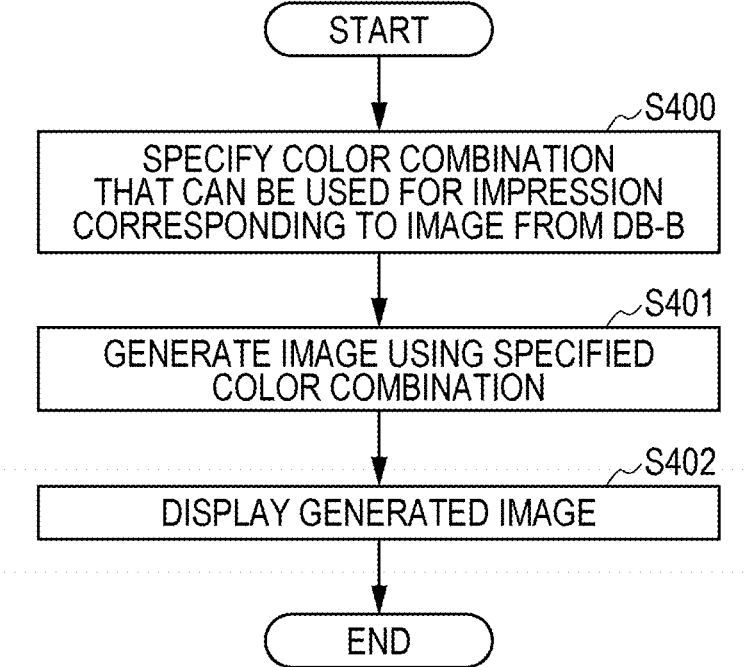 START
S400
SPECIFY COLOR COMBINATION
THAT CAN BE USED FOR IMPRESSION
CORRESPONDING TO IMAGE FROM DB-B
S401
GENERATE IMAGE USING SPECIFIED
COLOR COMBINATION
S402
DISPLAY GENERATED IMAGE
END